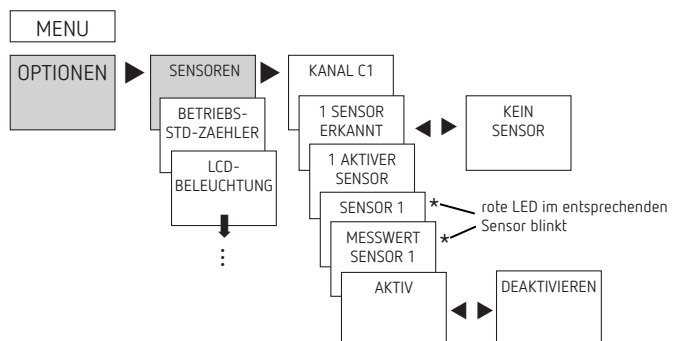 MENU
OPTIONEN
SENSOREN
BETRIEBS-
STD-ZAEHLER
LCD-
BELEUCHTUNG
KANAL C1
1 SENSOR
ERKANNT
KEIN
SENSOR
1 AKTIVER
SENSOR
SENSOR 1 *
rote LED im entsprechenden
Sensor blinkt
MESSWERT
SENSOR 1 *
AKTIV
DEAKTIVIEREN